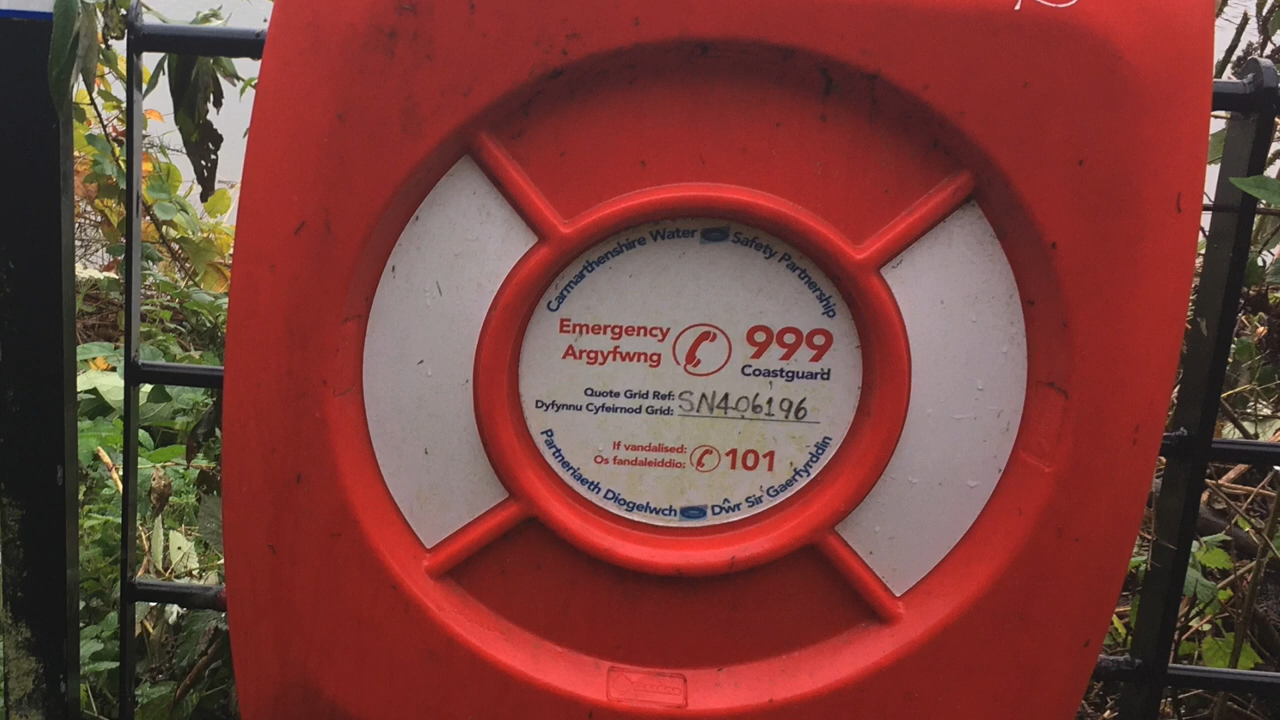 Carmarthenshire Water Safety Partnership
Emergency
Argyfwng
999
Coastguard
Quote Grid Ref:
Dyfynnu Cyfeirnod Grid:
SN406196
If vandalised:
Os fandaleiddio:
101
Partneriaeth Diogelwch Dŵr Sir Gaerfyrddin